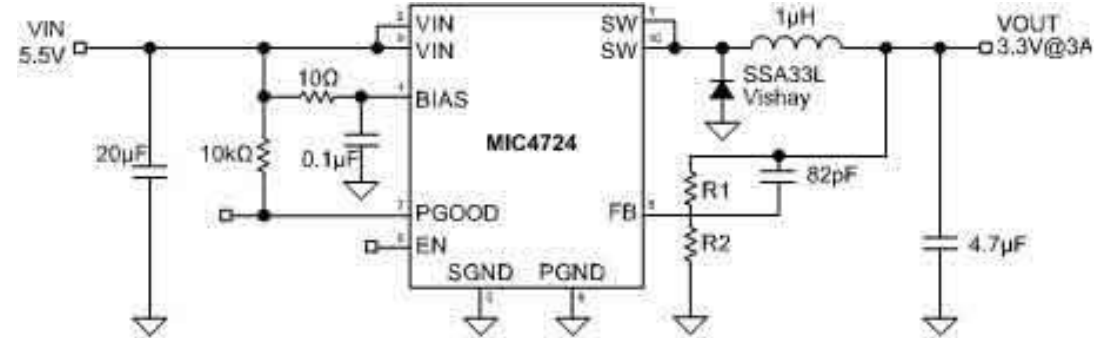 VIN
5.5V
VIN
VIN
SW
SW
1µH
VOUT
3.3V@3A
10Ω
BIAS
SSA33L
Vishay
MIC4724
20µF
10kΩ
0.1µF
R1
82pF
7
PGOOD
FB
EN
R2
4.7µF
SGND
PGND